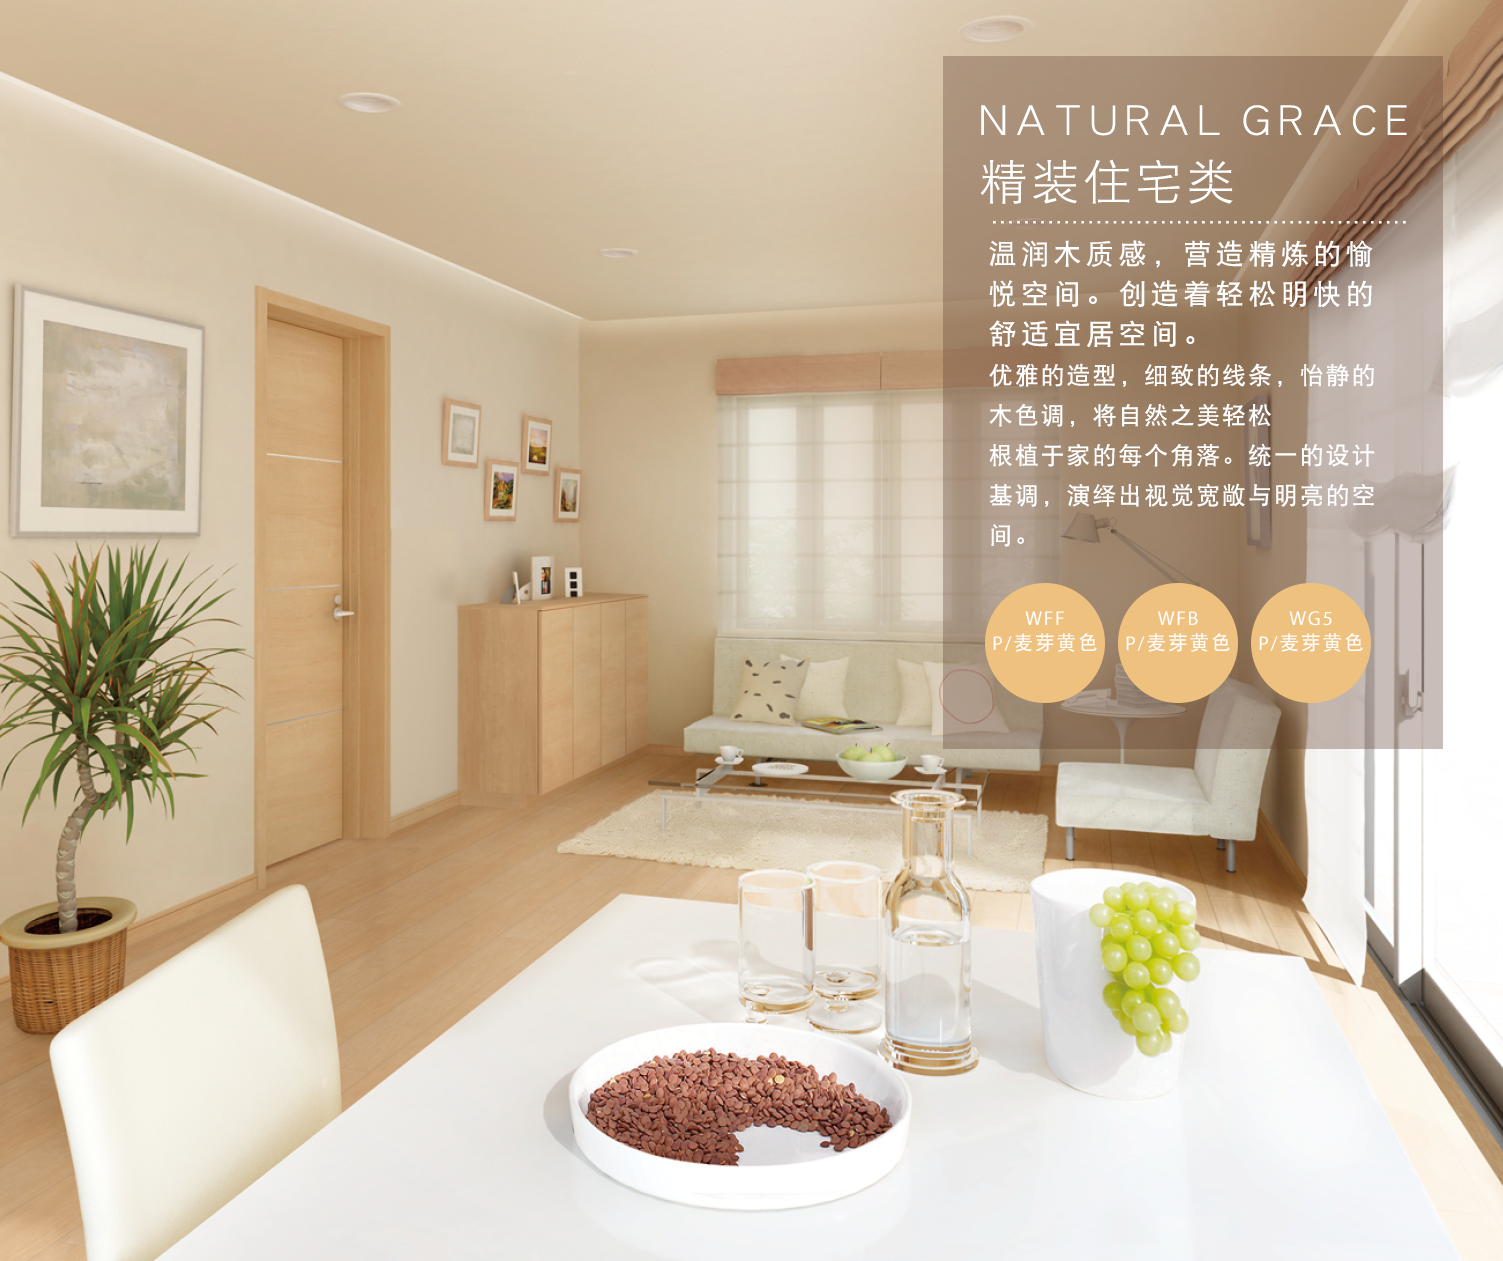 NATURAL GRACE
精装住宅类
温润木质感，营造精炼的愉
悦空间。创造着轻松明快的
舒适宜居空间。
优雅的造型，细致的线条，怡静的
木色调，将自然之美轻松
根植于家的每个角落。统一的设计
基调，演绎出视觉宽敞与明亮的空
间。
WFF
P/麦芽黄色
WFB
P/麦芽黄色
WG5
P/麦芽黄色